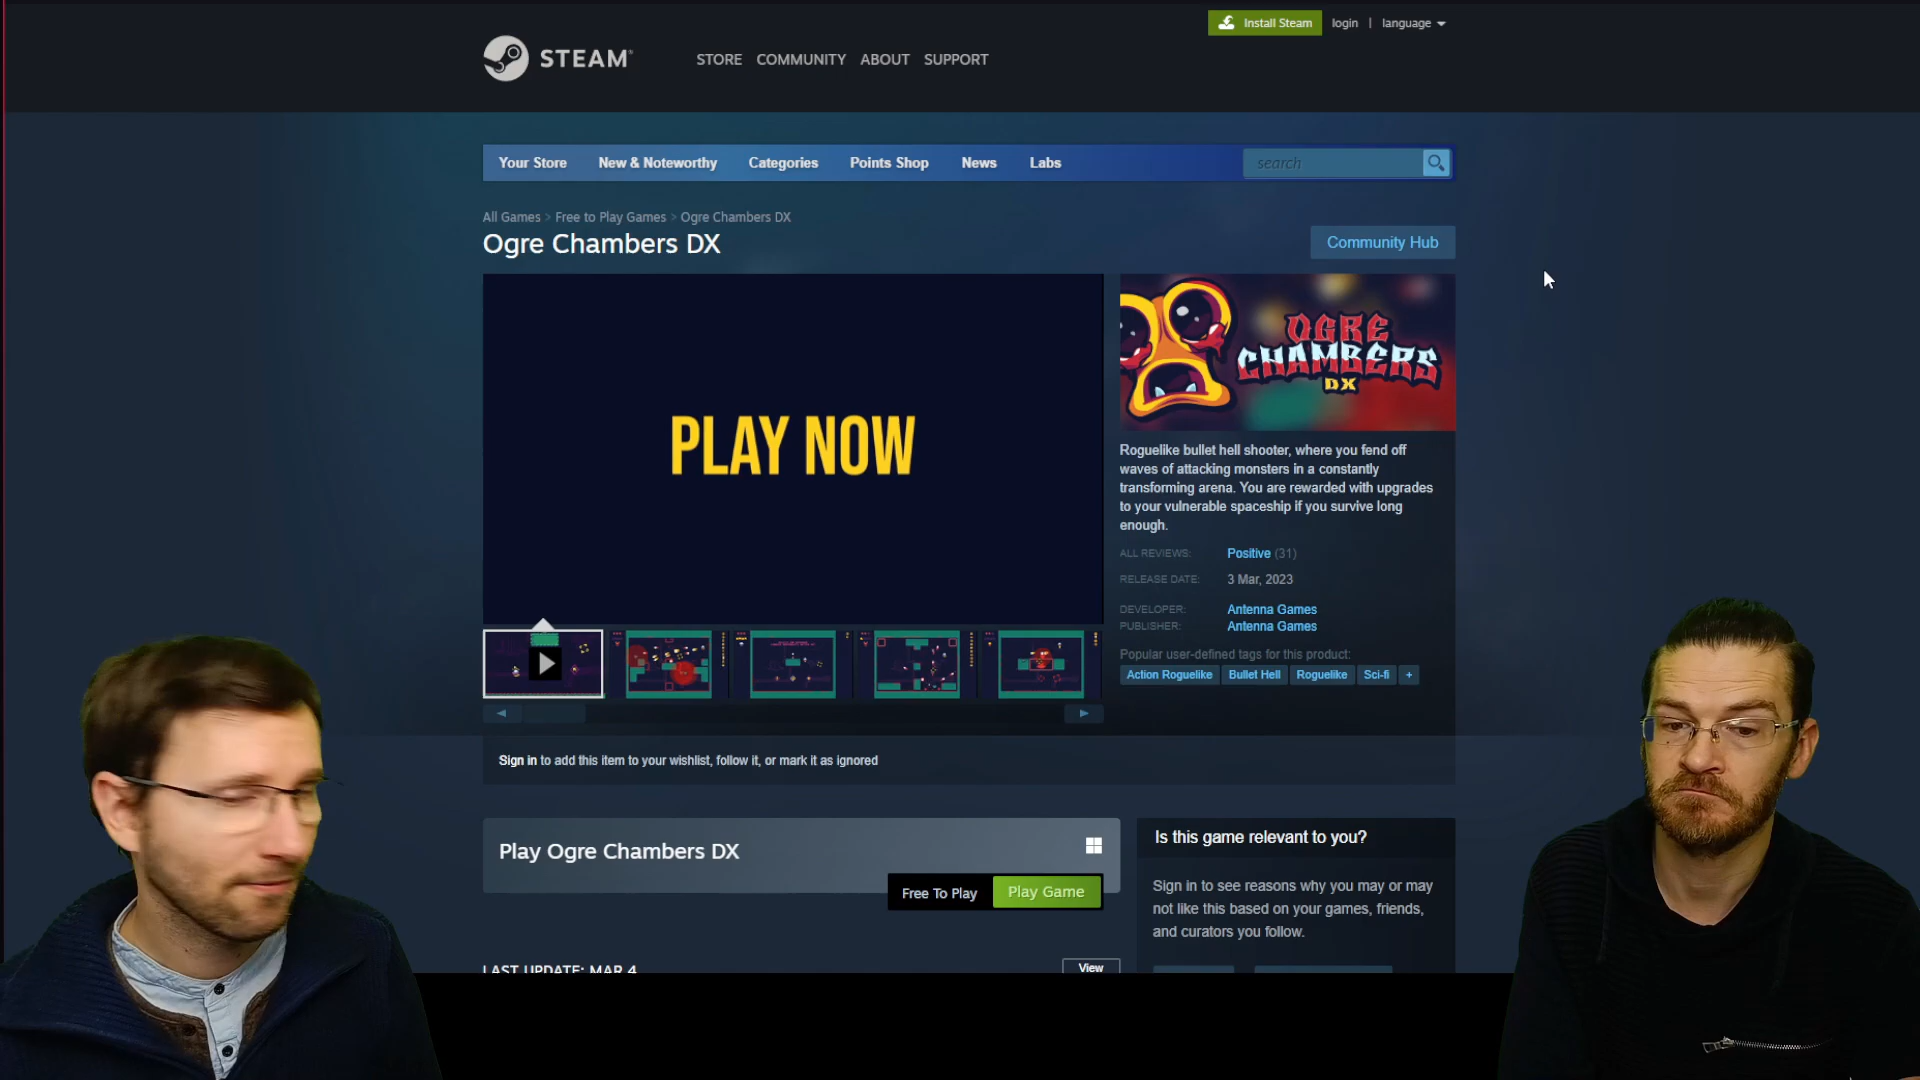 Install Steam login | language
STEAM®
STORE COMMUNITY ABOUT SUPPORT
Your Store New & Noteworthy Categories Points Shop News Labs
search
All Games > Free to Play Games > Ogre Chambers DX
Ogre Chambers DX
Community Hub
PLAY NOW
OGRE
CHAMBERS
DX
Roguelike bullet hell shooter, where you fend off
waves of attacking monsters in a constantly
transforming arena. You are rewarded with upgrades
to your vulnerable spaceship if you survive long
enough.
ALL REVIEWS: Positive (31)
RELEASE DATE: 3 Mar, 2023
DEVELOPER: Antenna Games
PUBLISHER: Antenna Games
Popular user-defined tags for this product:
Action Roguelike Bullet Hell Roguelike Sci-fi +
Sign in to add this item to your wishlist, follow it, or mark it as ignored
Play Ogre Chambers DX
Free To Play Play Game
Is this game relevant to you?
Sign in to see reasons why you may or may
not like this based on your games, friends,
and curators you follow.
LAST UPDATE: MAR 4
View